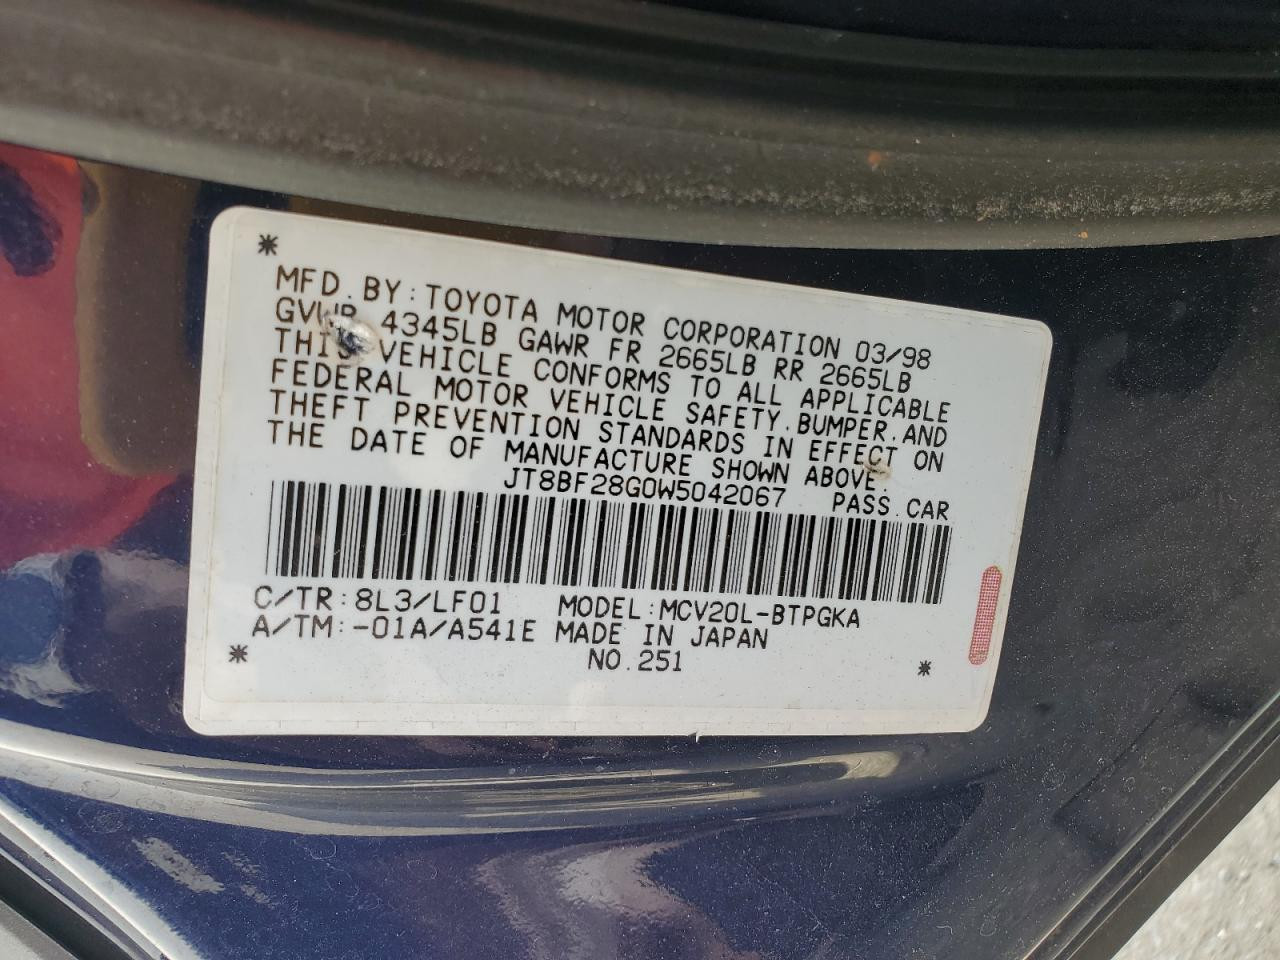 MFD. BY: TOYOTA MOTOR CORPORATION 03/98
GVWR 4345LB GAWR FR 2665LB RR 2665LB
THIS VEHICLE CONFORMS TO ALL APPLICABLE
FEDERAL MOTOR VEHICLE SAFETY. BUMPER. AND
THEFT PREVENTION STANDARDS IN EFFECT ON
THE DATE OF MANUFACTURE SHOWN ABOVE.
JT8BF28G0W5042067 PASS. CAR
C/TR: 8L3/LF01 MODEL: MCV20L-BTPGKA
A/TM: -01A/A541E MADE IN JAPAN
NO. 251